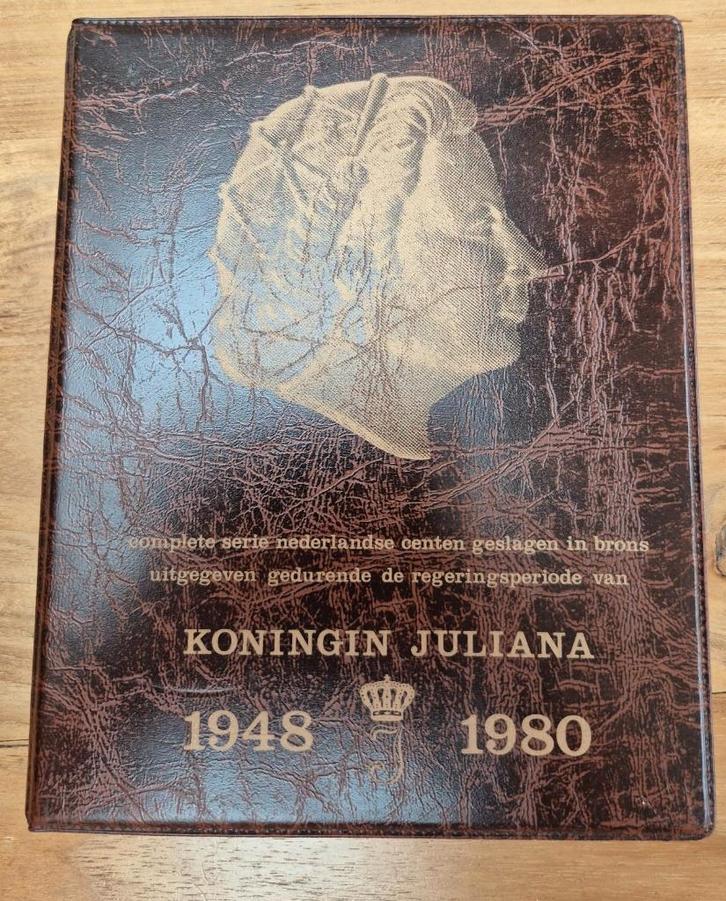 complete serie nederlandse centen geslagen in brons
uitgegeven gedurende de regeringsperiode van
KONINGIN JULIANA
1948 J 1980